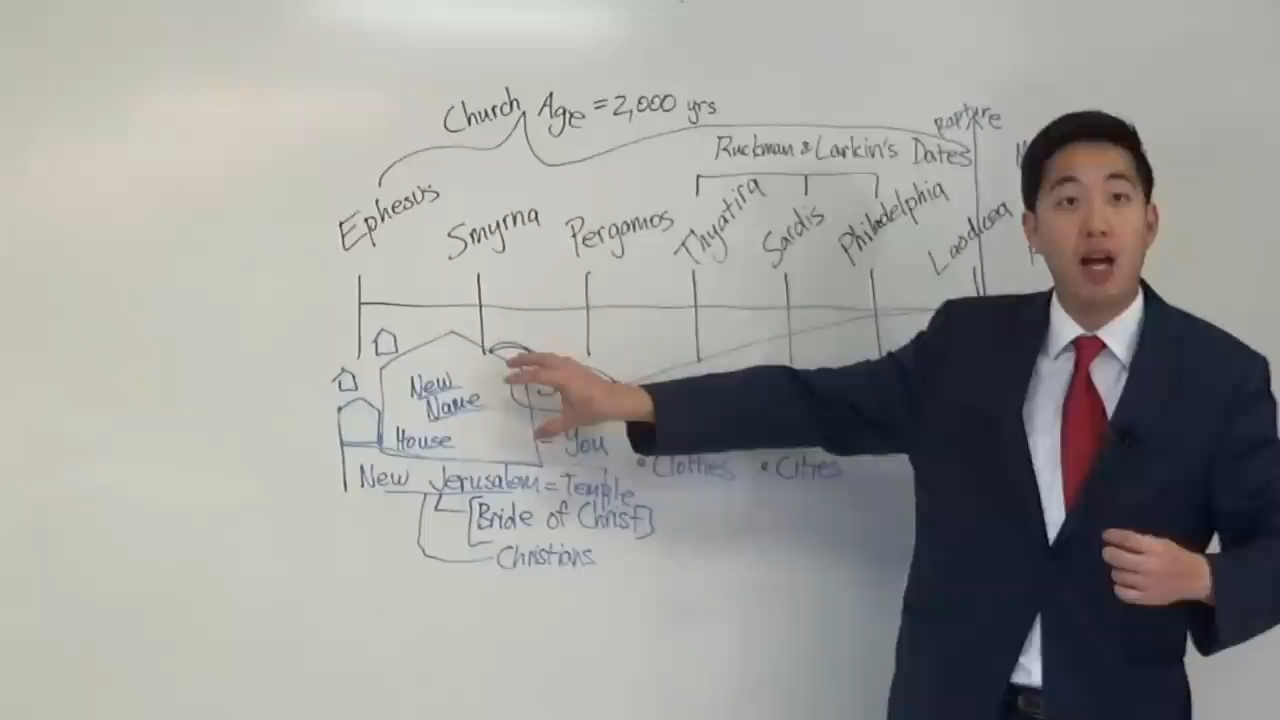 Church Age = 2,000 yrs
Rapture
Ruckman & Larkin's Dates
Ephesus
Smyrna
Pergamos
Thyatira
Sardis
Philadelphia
Laodicea
New
Name
House = You
• Clothes • Cities
New Jerusalem = Temple
[Bride of Christ]
Christians